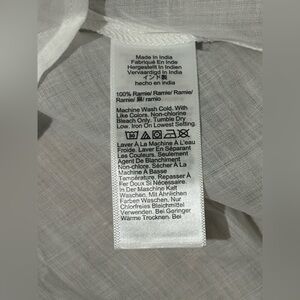 Made in India
Fabriqué En Inde
Hergestellt In Indien
Vervaardigd In India
インド製
hecho en india
100% Ramie/ Ramie/ Ramie/
Ramie/ 麻/ ramio
Machine Wash Cold. With
Like Colors. Non-chlorine
Bleach Only. Tumble Dry
Low. Iron On Lowest Setting.
Laver À La Machine À L'eau
Froide. Laver En Séparant
Les Couleurs. Seulement
Agent De Blanchiment
Non-chlore. Sécher À La
Machine À Basse
Température. Repasser À
Fer Doux Si Nécessaire.
In Der Maschine Kalt
Waschen. Mit Ähnlichen
Farben Waschen. Nur
Chlorfreies Bleichmittel
Verwenden. Bei Geringer
Wärme Trocknen. Bei